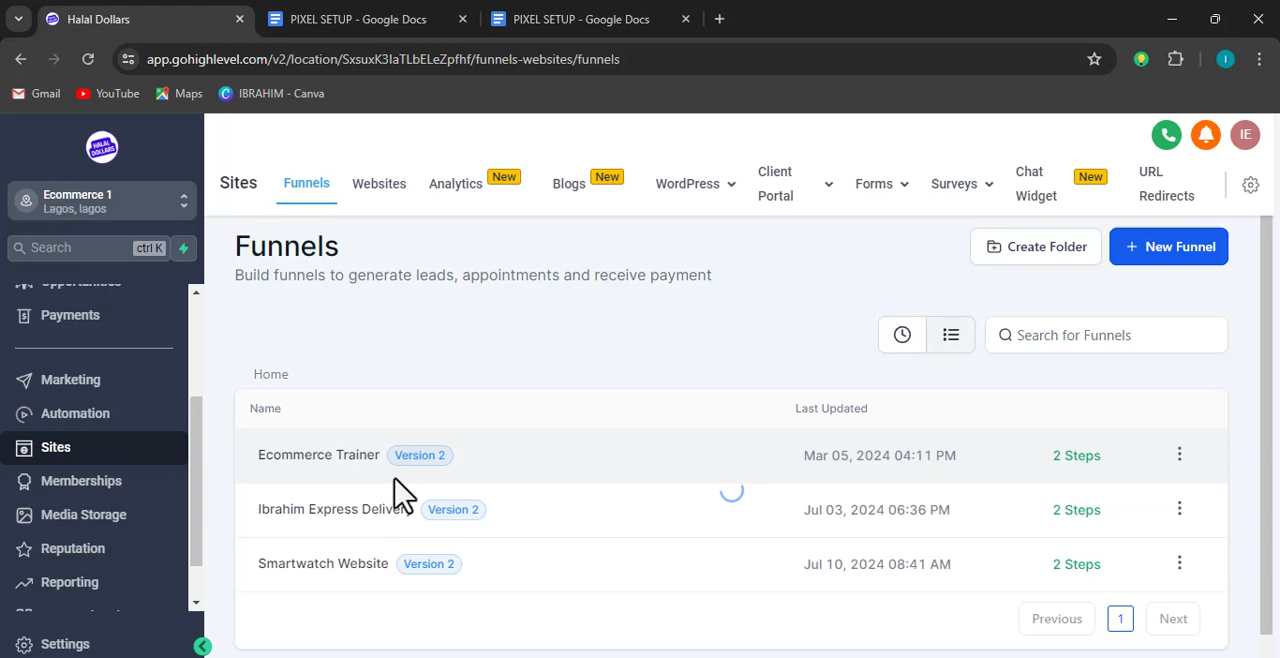 Halal Dollars
PIXEL SETUP - Google Docs
PIXEL SETUP - Google Docs
app.gohighlevel.com/v2/location/SxsuxK3IaTLbELeZpfhf/funnels-websites/funnels
I
Gmail
YouTube
Maps
IBRAHIM - Canva
HALAL
DOLLARS
IE
Ecommerce 1
Lagos, lagos
Search
ctrl K
Opportunities
Payments
Marketing
Automation
Sites
Memberships
Media Storage
Reputation
Reporting
Settings
Sites
Funnels
Websites
Analytics
New
Blogs
New
WordPress
Client
Portal
Forms
Surveys
Chat
Widget
New
URL
Redirects
Funnels
Build funnels to generate leads, appointments and receive payment
Create Folder
+ New Funnel
Search for Funnels
Home
Name
Last Updated
Ecommerce Trainer
Version 2
Mar 05, 2024 04:11 PM
2 Steps
Ibrahim Express Delivery
Version 2
Jul 03, 2024 06:36 PM
2 Steps
Smartwatch Website
Version 2
Jul 10, 2024 08:41 AM
2 Steps
Previous
1
Next